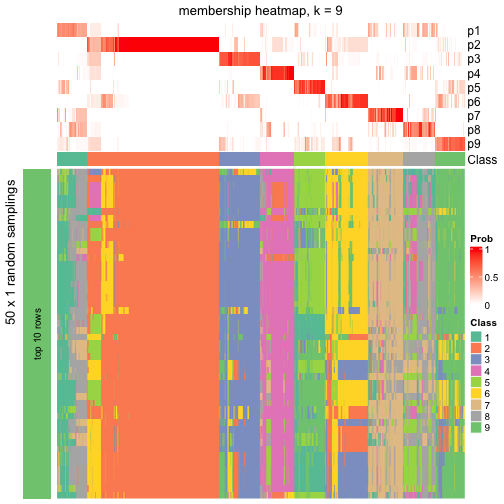 membership heatmap, k = 9
p1
p2
p3
p4
p5
p6
p7
p8
p9
Class
50 x 1 random samplings
top 10 rows
Prob
1
0.5
0
Class
1
2
3
4
5
6
7
8
9